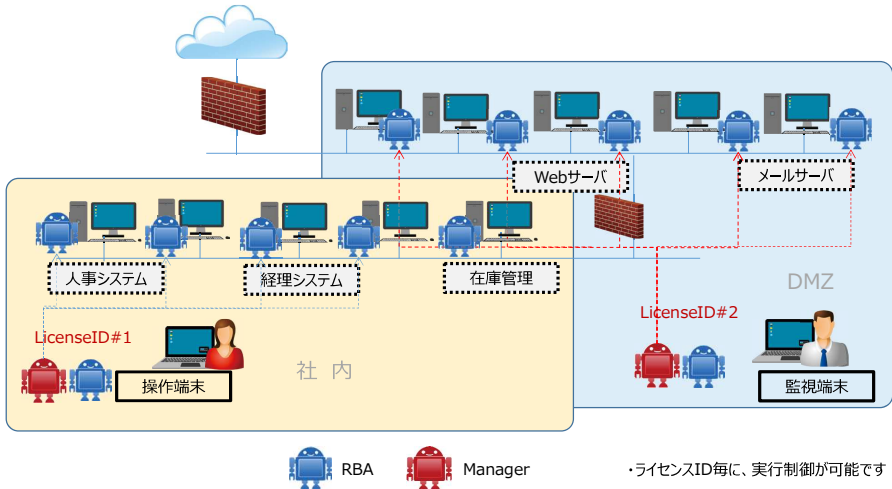 Webサーバ
メールサーバ
人事システム
経理システム
在庫管理
DMZ
LicenseID#1
LicenseID#2
社 内
操作端末
監視端末
RBA
Manager
・ライセンスID毎に、実行制御が可能です